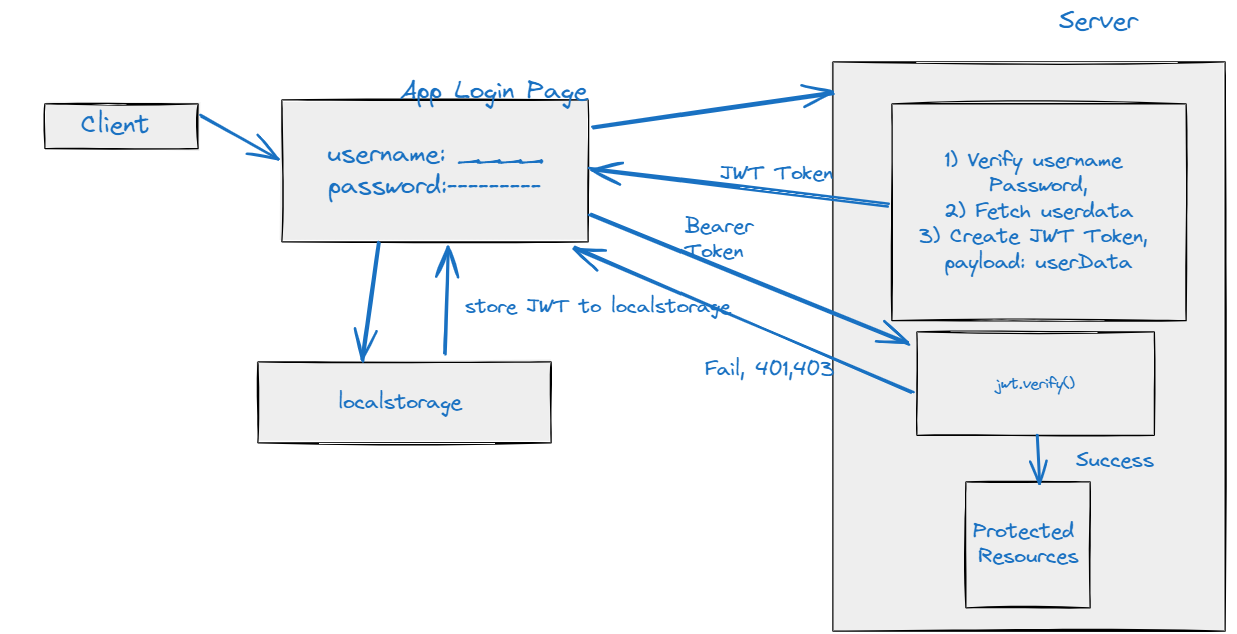 Server
App Login Page
Client
username: _____
password:---------
JWT Token
1) Verify username
Password,
2) Fetch userdata
3) Create JWT Token,
payload: userData
Bearer
Token
store JWT to localstorage
Fail, 401,403
jwt.verify()
localstorage
Success
Protected
Resources